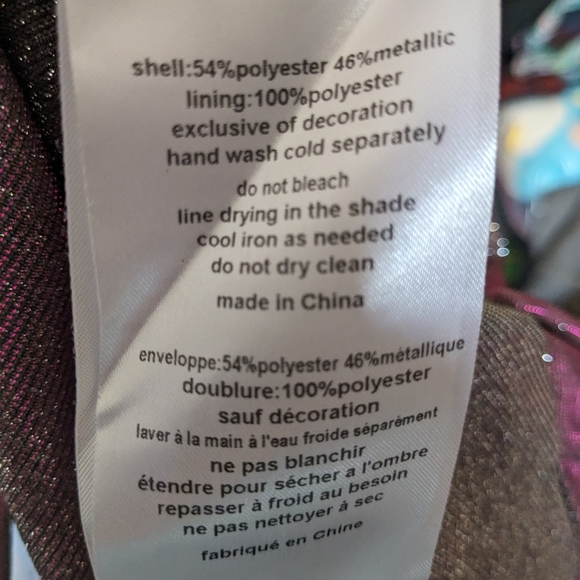 shell:54%polyester 46%metallic
lining:100%polyester
exclusive of decoration
hand wash cold separately
do not bleach
line drying in the shade
cool iron as needed
do not dry clean
made in China
enveloppe:54%polyester 46%métallique
doublure:100%polyester
sauf décoration
laver à la main à l'eau froide séparément
ne pas blanchir
étendre pour sécher a l'ombre
repasser à froid au besoin
ne pas nettoyer à sec
fabriqué en Chine